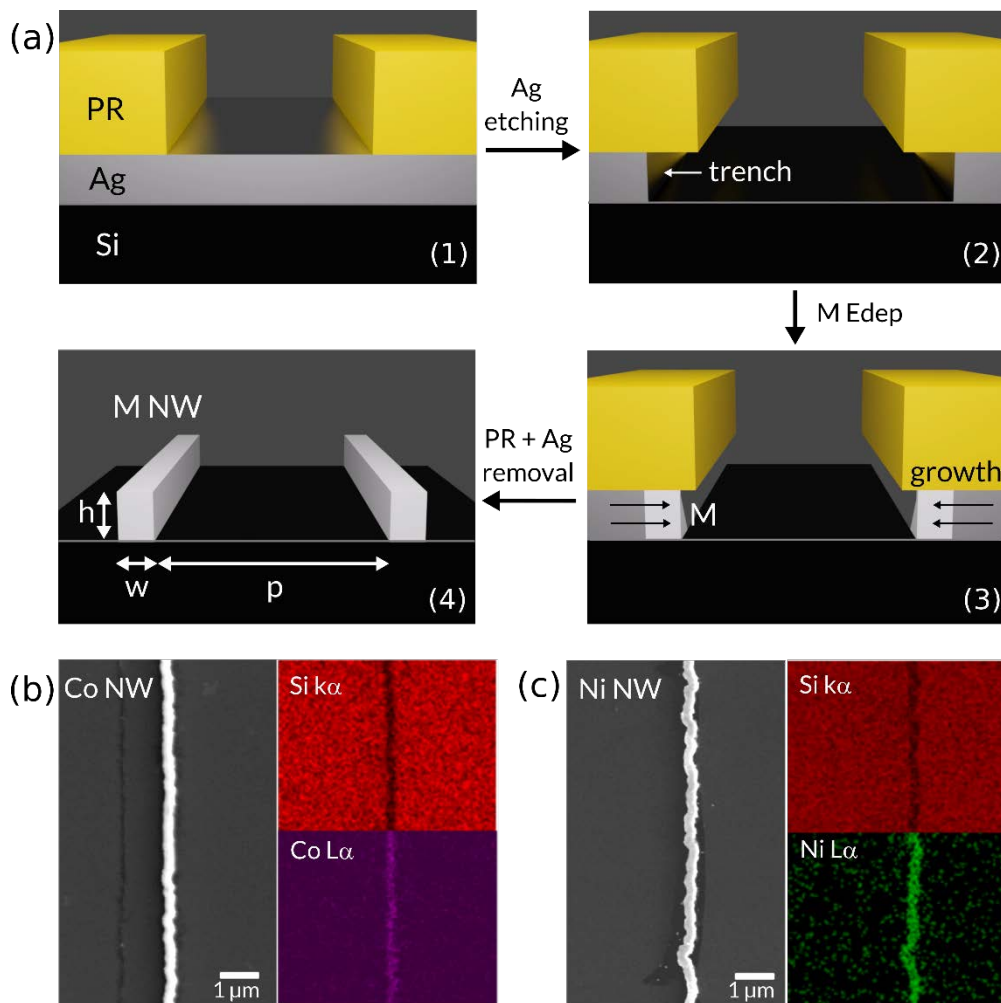 (a)
PR
Ag
Si
(1)
Ag
etching
trench
(2)
M Edep
M NW
h
w
p
(4)
PR + Ag
removal
growth
M
(3)
(b)
Co NW
1 μm
Si kα
Co Lα
(c)
Ni NW
1 μm
Si kα
Ni Lα